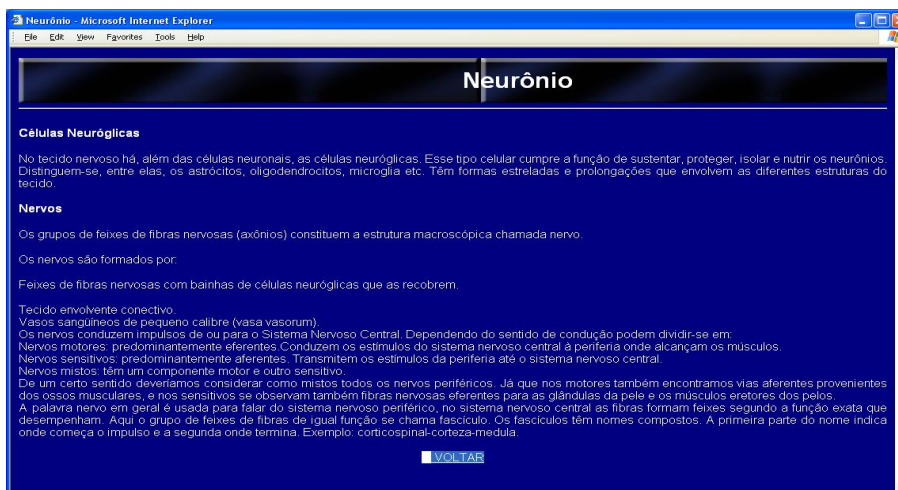 Neurônio - Microsoft Internet Explorer
File Edit View Favorites Tools Help
Neurônio
Células Neuróglicas
No tecido nervoso há, além das células neuronais, as células neuróglicas. Esse tipo celular cumpre a função de sustentar, proteger, isolar e nutrir os neurônios.
Distinguem-se, entre elas, os astrócitos, oligodendrocitos, microglia etc. Têm formas estreladas e prolongações que envolvem as diferentes estruturas do
tecido.
Nervos
Os grupos de feixes de fibras nervosas (axônios) constituem a estrutura macroscópica chamada nervo.
Os nervos são formados por:
Feixes de fibras nervosas com bainhas de células neuróglicas que as recobrem.
Tecido envolvente conectivo.
Vasos sangüíneos de pequeno calibre (vasa vasorum).
Os nervos conduzem impulsos de ou para o Sistema Nervoso Central. Dependendo do sentido de condução podem dividir-se em:
Nervos motores: predominantemente eferentes.Conduzem os estímulos do sistema nervoso central à periferia onde alcançam os músculos.
Nervos sensitivos: predominantemente aferentes. Transmitem os estímulos da periferia até o sistema nervoso central.
Nervos mistos: têm um componente motor e outro sensitivo.
De um certo sentido deveríamos considerar como mistos todos os nervos periféricos. Já que nos motores também encontramos vias aferentes provenientes
dos ossos musculares, e nos sensitivos se observam também fibras nervosas eferentes para as glândulas da pele e os músculos eretores dos pelos.
A palavra nervo em geral é usada para falar do sistema nervoso periférico, no sistema nervoso central as fibras formam feixes segundo a função exata que
desempenham. Aqui o grupo de feixes de fibras de igual função se chama fascículo. Os fascículos têm nomes compostos. A primeira parte do nome indica
onde começa o impulso e a segunda onde termina. Exemplo: corticospinal-corteza-medula.
VOLTAR